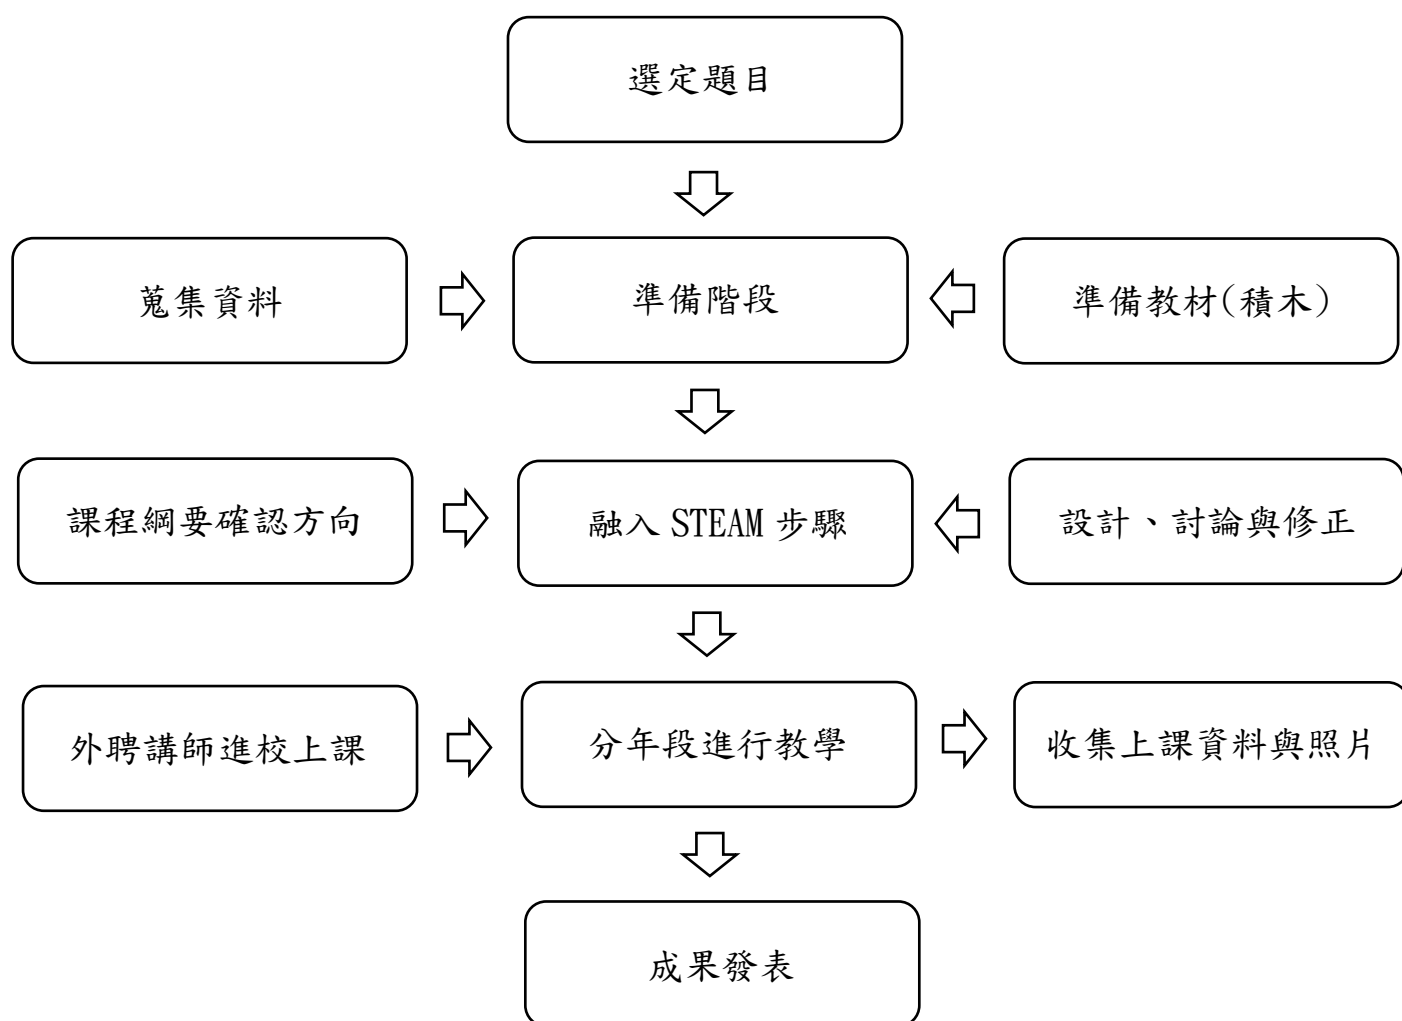 選定題目
蒐集資料
準備階段
準備教材(積木)
課程綱要確認方向
融入 STEAM 步驟
設計、討論與修正
外聘講師進校上課
分年段進行教學
收集上課資料與照片
成果發表